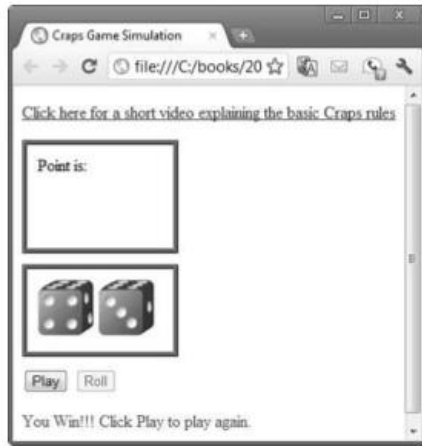 Craps Game Simulation
file:///C:/books/20
Click here for a short video explaining the basic Craps rules
Point is:
Play Roll
You Win!!! Click Play to play again.